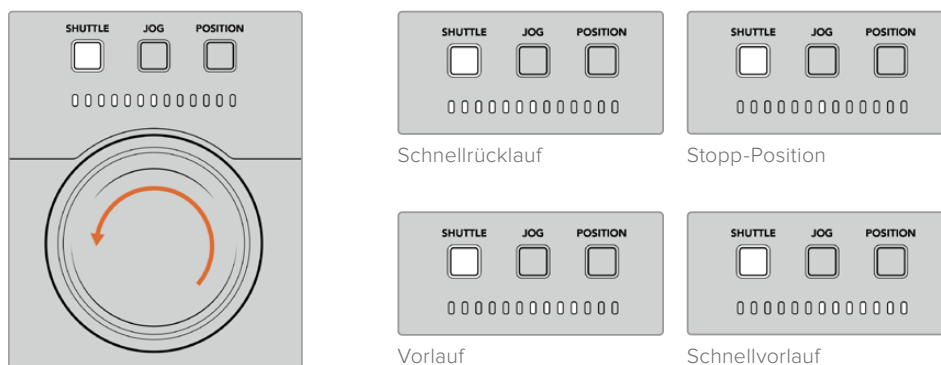 SHUTTLE JOG POSITION
SHUTTLE JOG POSITION
Schnellrücklauf
SHUTTLE JOG POSITION
Stopp-Position
SHUTTLE JOG POSITION
Vorlauf
SHUTTLE JOG POSITION
Schnellvorlauf